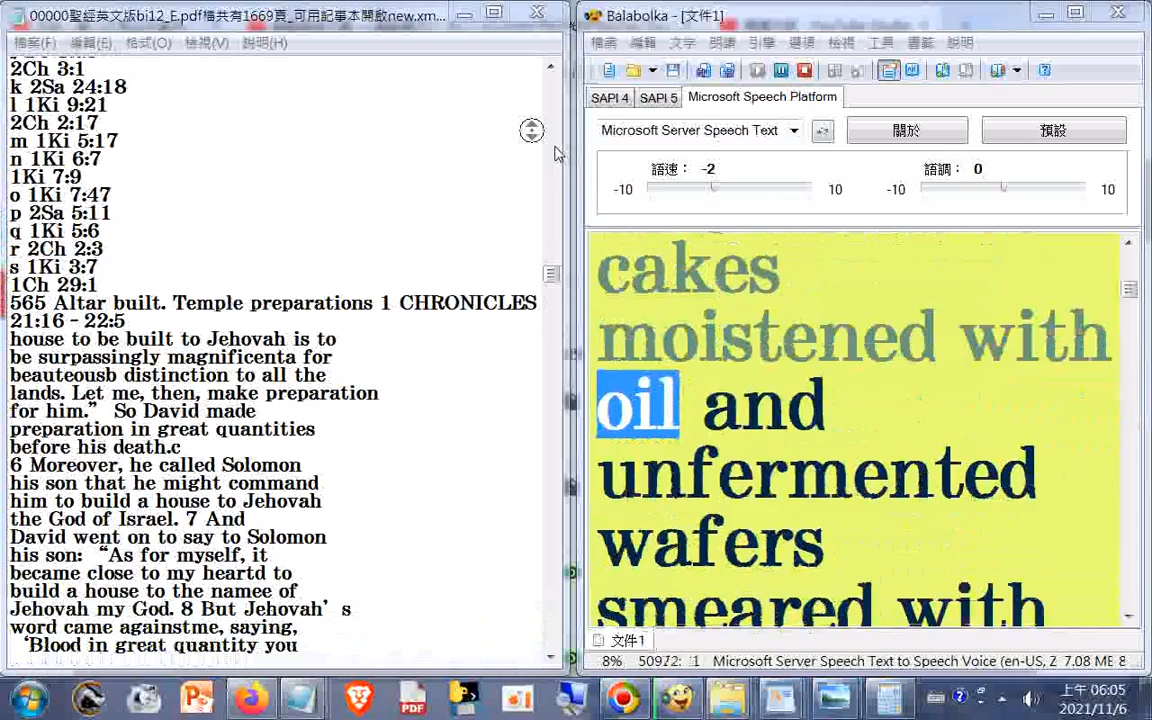 00000聖經英文版bi12_E.pdf檔共有1669頁_可用記事本開啟new.xm...
檔案(F) 編輯(E) 格式(O) 檢視(V) 說明(H)
2Ch 3:1
k 2Sa 24:18
l 1Ki 9:21
2Ch 2:17
m 1Ki 5:17
n 1Ki 6:7
1Ki 7:9
o 1Ki 7:47
p 2Sa 5:11
q 1Ki 5:6
r 2Ch 2:3
s 1Ki 3:7
1Ch 29:1
565 Altar built. Temple preparations 1 CHRONICLES
21:16 - 22:5
house to be built to Jehovah is to
be surpassingly magnificenta for
beauteousb distinction to all the
lands. Let me, then, make preparation
for him.” So David made
preparation in great quantities
before his death.c
6 Moreover, he called Solomon
his son that he might command
him to build a house to Jehovah
the God of Israel. 7 And
David went on to say to Solomon
his son: “As for myself, it
became close to my heartd to
build a house to the namee of
Jehovah my God. 8 But Jehovah’s
word came againstme, saying,
‘Blood in great quantity you
Balabolka - [文件1]
檔案 編輯 文字 朗讀 引擎 選項 檢視 工具 書籤 說明
SAPI 4 SAPI 5 Microsoft Speech Platform
Microsoft Server Speech Text 關於 預設
語速： -2 語調： 0
-10 10 -10 10
cakes
moistened with
oil and
unfermented
wafers
smeared with
文件1
8% 50972: 1 Microsoft Server Speech Text to Speech Voice (en-US, Z 7.08 MB 8
上午 06:05
2021/11/6